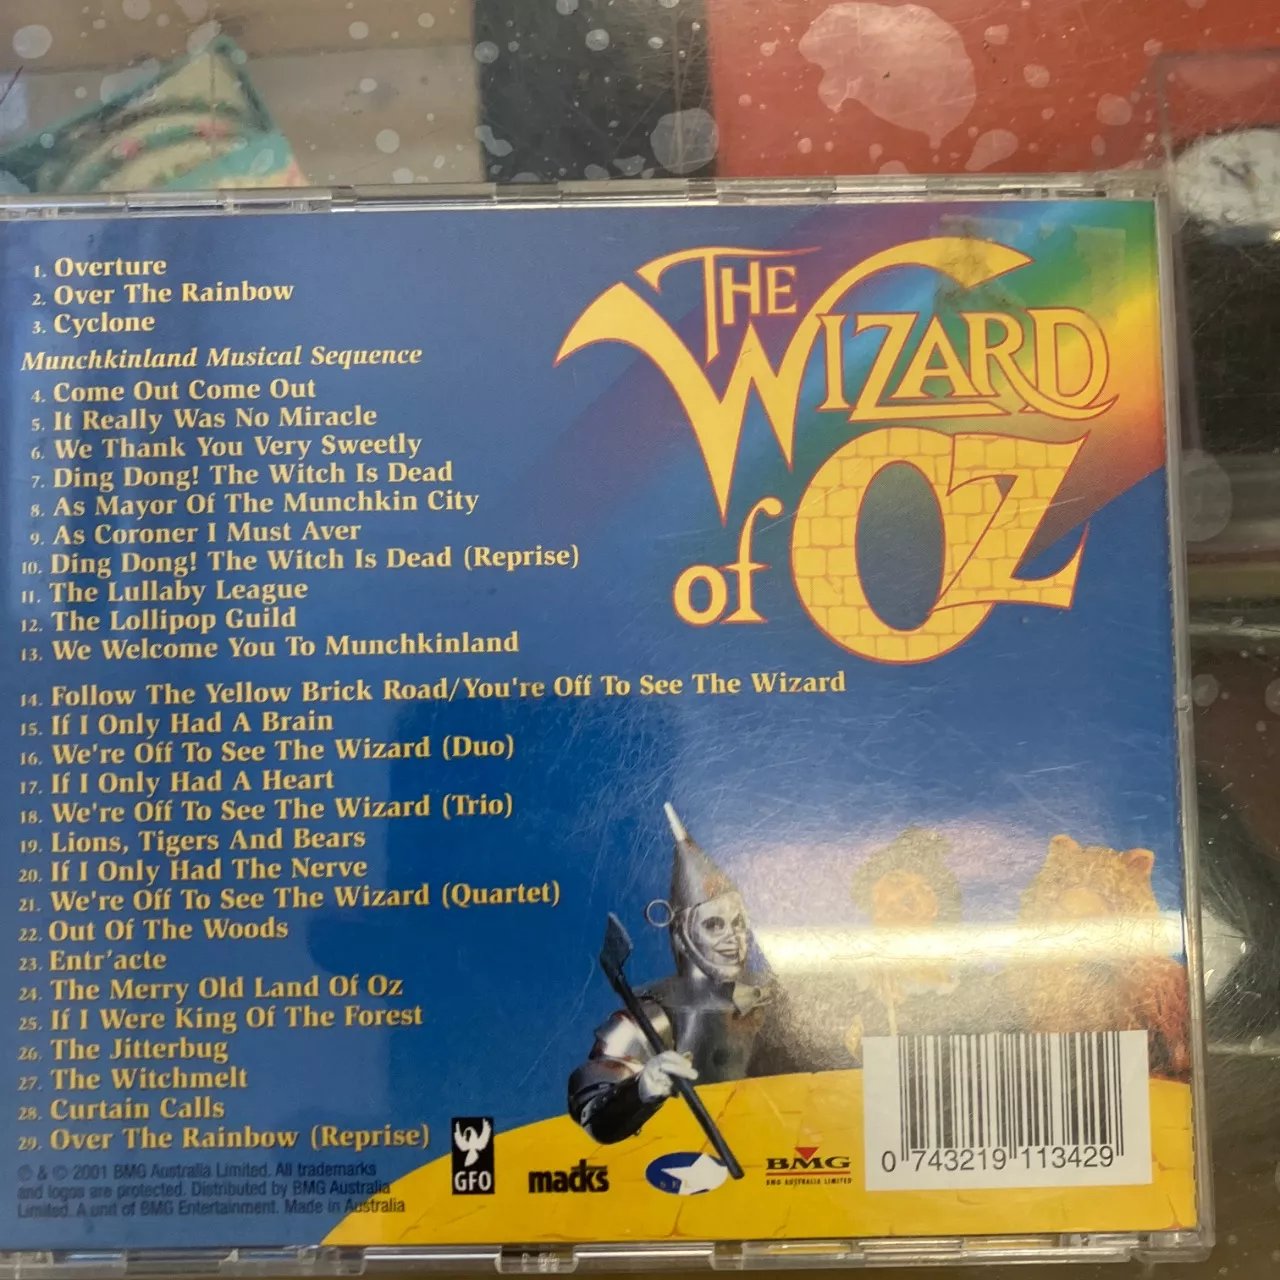 1. Overture
2. Over The Rainbow
3. Cyclone
Munchkinland Musical Sequence
4. Come Out Come Out
5. It Really Was No Miracle
6. We Thank You Very Sweetly
7. Ding Dong! The Witch Is Dead
8. As Mayor Of The Munchkin City
9. As Coroner I Must Aver
10. Ding Dong! The Witch Is Dead (Reprise)
11. The Lullaby League
12. The Lollipop Guild
13. We Welcome You To Munchkinland
14. Follow The Yellow Brick Road/You're Off To See The Wizard
15. If I Only Had A Brain
16. We're Off To See The Wizard (Duo)
17. If I Only Had A Heart
18. We're Off To See The Wizard (Trio)
19. Lions, Tigers And Bears
20. If I Only Had The Nerve
21. We're Off To See The Wizard (Quartet)
22. Out Of The Woods
23. Entr'acte
24. The Merry Old Land Of Oz
25. If I Were King Of The Forest
26. The Jitterbug
27. The Witchmelt
28. Curtain Calls
29. Over The Rainbow (Reprise)
THE
WIZARD
of OZ
℗ & © 2001 BMG Australia Limited. All trademarks
and logos are protected. Distributed by BMG Australia
Limited. A unit of BMG Entertainment. Made in Australia
GFO
macks
SEL
BMG
BMG AUSTRALIA LIMITED
0 743219 113429